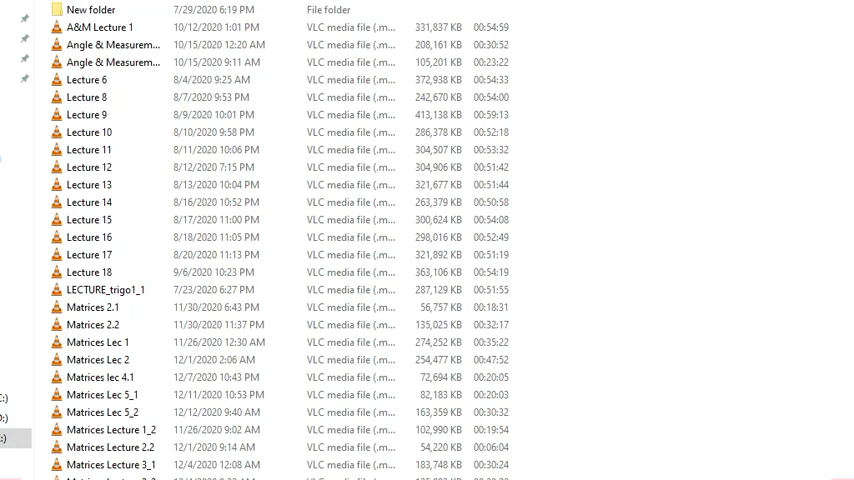 New folder 7/29/2020 6:19 PM File folder
A&M Lecture 1 10/12/2020 1:01 PM VLC media file (.m... 331,837 KB 00:54:59
Angle & Measurem... 10/15/2020 12:20 AM VLC media file (.m... 208,161 KB 00:30:52
Angle & Measurem... 10/15/2020 9:11 AM VLC media file (.m... 105,201 KB 00:23:22
Lecture 6 8/4/2020 9:25 AM VLC media file (.m... 372,938 KB 00:54:33
Lecture 8 8/7/2020 9:53 PM VLC media file (.m... 242,670 KB 00:54:00
Lecture 9 8/9/2020 10:01 PM VLC media file (.m... 413,138 KB 00:59:13
Lecture 10 8/10/2020 9:58 PM VLC media file (.m... 286,378 KB 00:52:18
Lecture 11 8/11/2020 10:06 PM VLC media file (.m... 304,507 KB 00:53:32
Lecture 12 8/12/2020 7:15 PM VLC media file (.m... 304,906 KB 00:51:42
Lecture 13 8/13/2020 10:04 PM VLC media file (.m... 321,677 KB 00:51:44
Lecture 14 8/16/2020 10:52 PM VLC media file (.m... 263,379 KB 00:50:58
Lecture 15 8/17/2020 11:00 PM VLC media file (.m... 300,624 KB 00:54:08
Lecture 16 8/18/2020 11:05 PM VLC media file (.m... 298,016 KB 00:52:49
Lecture 17 8/20/2020 11:13 PM VLC media file (.m... 321,892 KB 00:51:19
Lecture 18 9/6/2020 10:23 PM VLC media file (.m... 363,106 KB 00:54:19
LECTURE_trigo1_1 7/23/2020 6:27 PM VLC media file (.m... 287,129 KB 00:51:55
Matrices 2.1 11/30/2020 6:43 PM VLC media file (.m... 56,757 KB 00:18:31
Matrices 2.2 11/30/2020 11:37 PM VLC media file (.m... 135,025 KB 00:32:17
Matrices Lec 1 11/26/2020 12:30 AM VLC media file (.m... 274,252 KB 00:35:22
Matrices Lec 2 12/1/2020 2:06 AM VLC media file (.m... 254,477 KB 00:47:52
Matrices lec 4.1 12/7/2020 10:43 PM VLC media file (.m... 72,694 KB 00:20:05
Matrices Lec 5_1 12/11/2020 10:53 PM VLC media file (.m... 82,183 KB 00:20:03
:)
Matrices Lec 5_2 12/12/2020 9:40 AM VLC media file (.m... 163,359 KB 00:30:32
:)
Matrices Lecture 1_2 11/26/2020 9:02 AM VLC media file (.m... 102,990 KB 00:19:54
:)
Matrices Lecture 2.2 12/1/2020 9:14 AM VLC media file (.m... 54,220 KB 00:06:04
Matrices Lecture 3_1 12/4/2020 12:08 AM VLC media file (.m... 183,748 KB 00:30:24